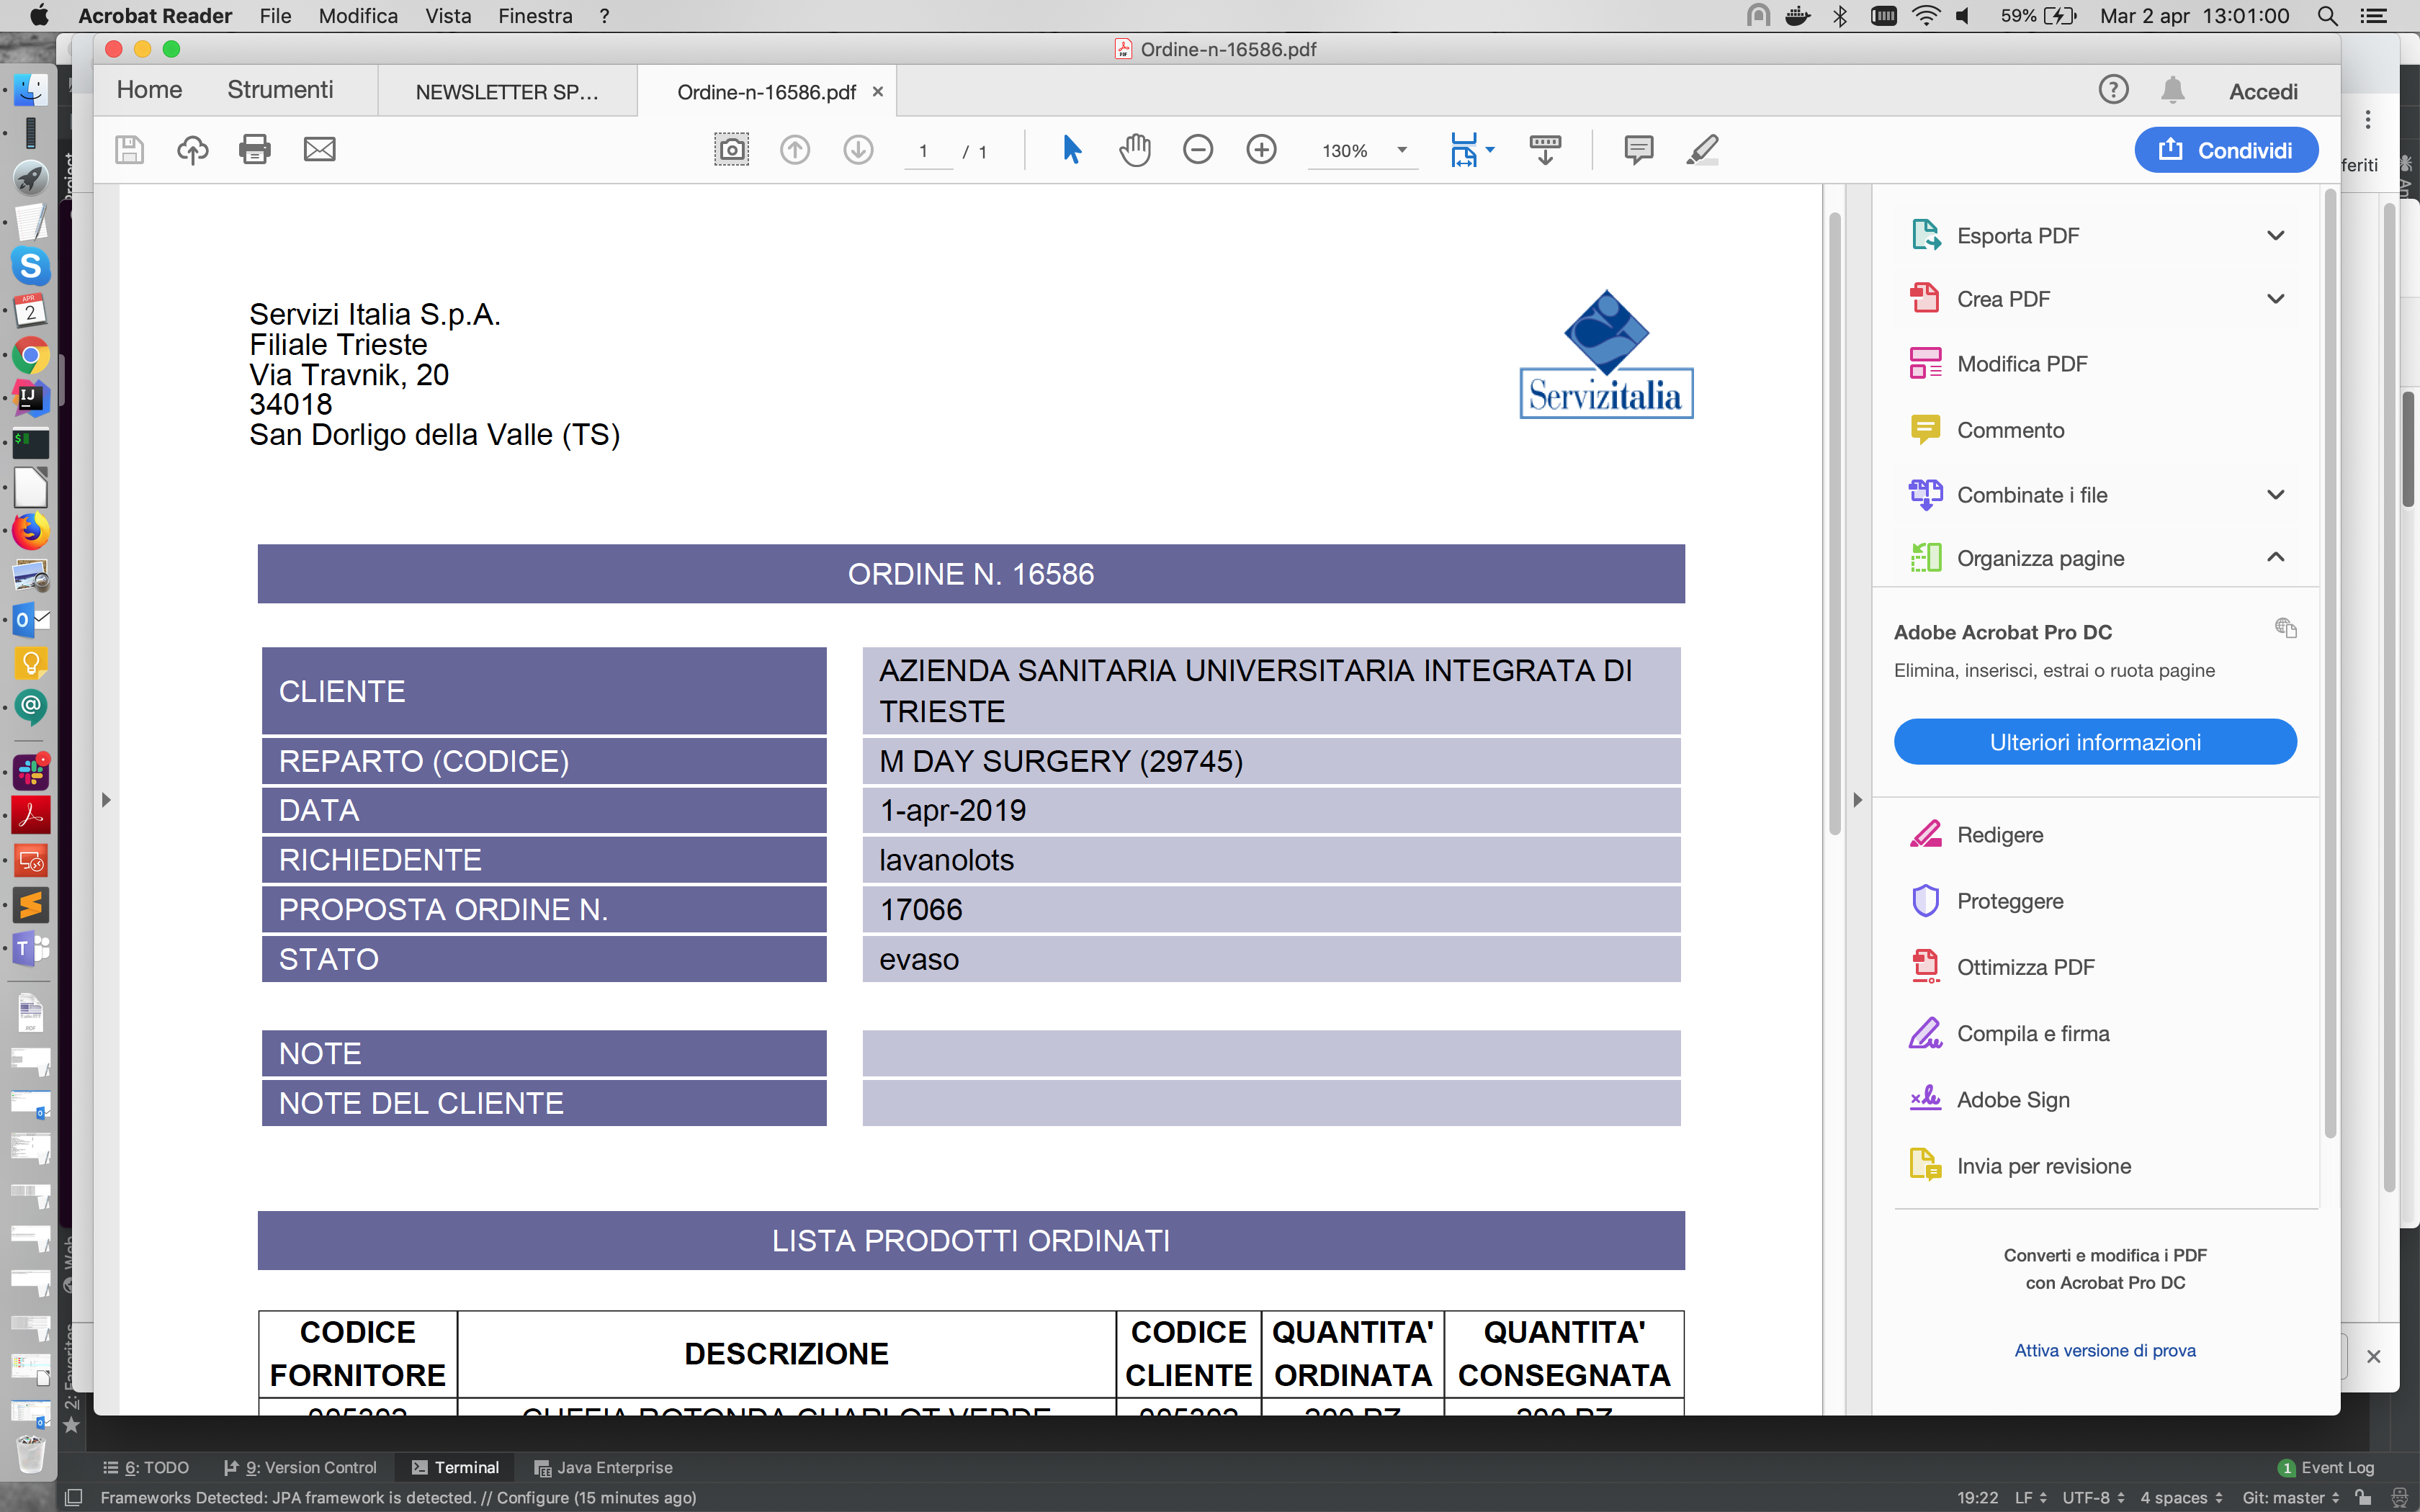 Acrobat Reader File Modifica Vista Finestra ? 59% Mar 2 apr 13:01:00
Ordine-n-16586.pdf
Home Strumenti NEWSLETTER SP... Ordine-n-16586.pdf × Accedi
1 / 1 130% Condividi
feriti
Project
Servizi Italia S.p.A.
Filiale Trieste
Via Travnik, 20
34018
San Dorligo della Valle (TS)
Servizitalia
ORDINE N. 16586
CLIENTE AZIENDA SANITARIA UNIVERSITARIA INTEGRATA DI
TRIESTE
REPARTO (CODICE) M DAY SURGERY (29745)
DATA 1-apr-2019
RICHIEDENTE lavanolots
PROPOSTA ORDINE N. 17066
STATO evaso
NOTE
NOTE DEL CLIENTE
LISTA PRODOTTI ORDINATI
CODICE FORNITORE DESCRIZIONE CODICE CLIENTE QUANTITA' ORDINATA QUANTITA' CONSEGNATA
Esporta PDF
Crea PDF
Modifica PDF
Commento
Combinate i file
Organizza pagine
Adobe Acrobat Pro DC
Elimina, inserisci, estrai o ruota pagine
Ulteriori informazioni
Redigere
Proteggere
Ottimizza PDF
Compila e firma
Adobe Sign
Invia per revisione
Converti e modifica i PDF
con Acrobat Pro DC
Attiva versione di prova
Web
2: Favorites
6: TODO 9: Version Control Terminal Java Enterprise 1 Event Log
Frameworks Detected: JPA framework is detected. // Configure (15 minutes ago) 19:22 LF UTF-8 4 spaces Git: master